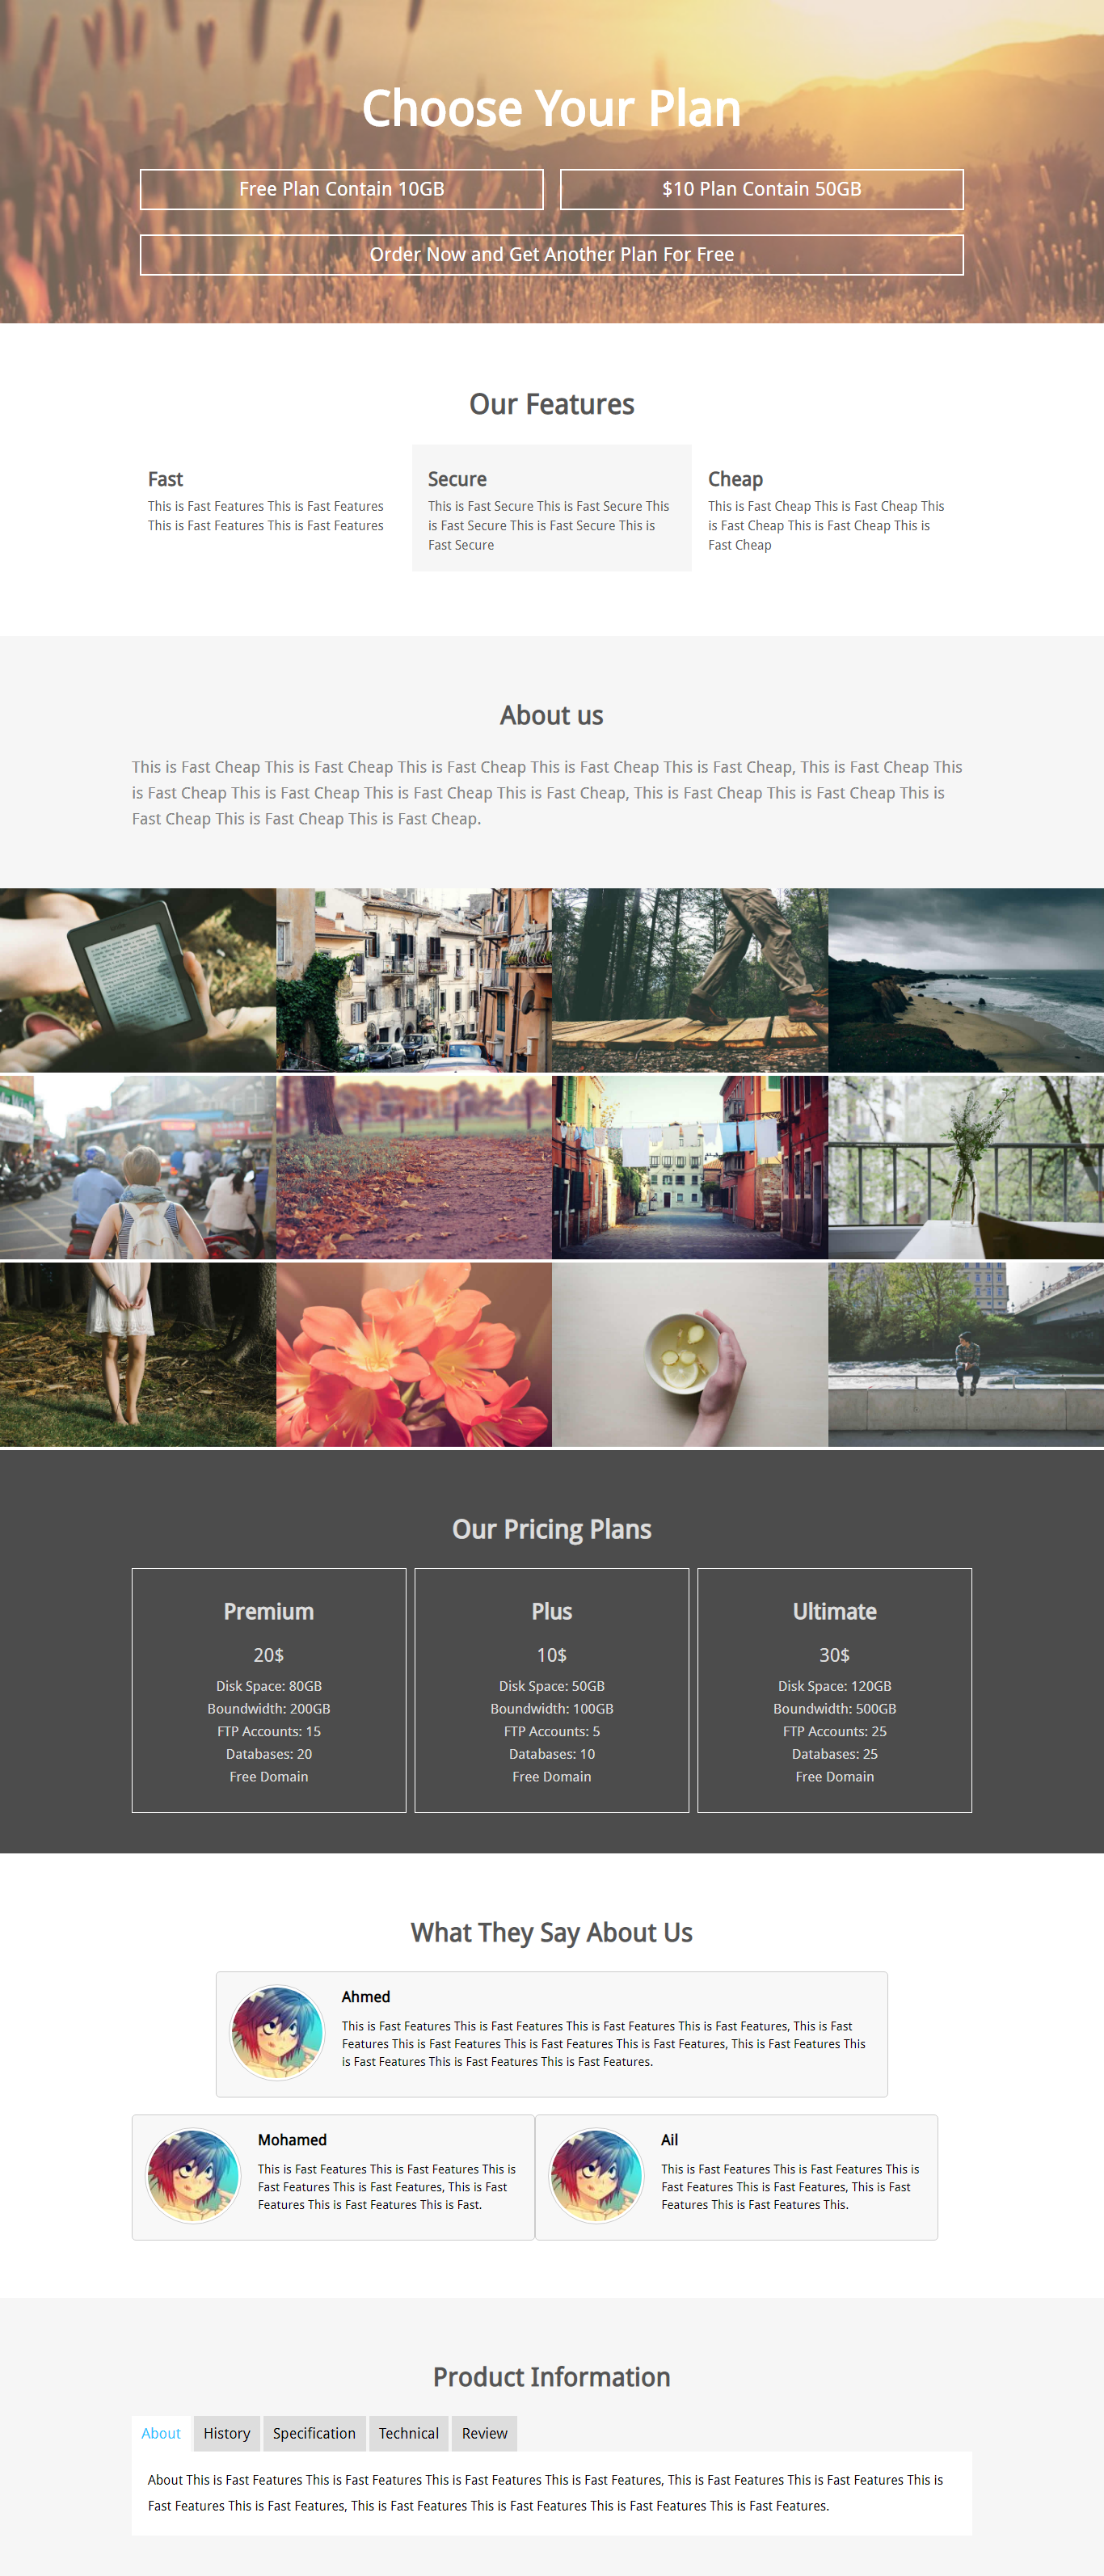 Choose Your Plan
Free Plan Contain 10GB
$10 Plan Contain 50GB
Order Now and Get Another Plan For Free
Our Features
Fast
This is Fast Features This is Fast Features
This is Fast Features This is Fast Features
Secure
This is Fast Secure This is Fast Secure This
is Fast Secure This is Fast Secure This is
Fast Secure
Cheap
This is Fast Cheap This is Fast Cheap This
is Fast Cheap This is Fast Cheap This is
Fast Cheap
About us
This is Fast Cheap This is Fast Cheap This is Fast Cheap This is Fast Cheap This is Fast Cheap, This is Fast Cheap This
is Fast Cheap This is Fast Cheap This is Fast Cheap This is Fast Cheap, This is Fast Cheap This is Fast Cheap This is
Fast Cheap This is Fast Cheap This is Fast Cheap.
Our Pricing Plans
Premium
20$
Disk Space: 80GB
Boundwidth: 200GB
FTP Accounts: 15
Databases: 20
Free Domain
Plus
10$
Disk Space: 50GB
Boundwidth: 100GB
FTP Accounts: 5
Databases: 10
Free Domain
Ultimate
30$
Disk Space: 120GB
Boundwidth: 500GB
FTP Accounts: 25
Databases: 25
Free Domain
What They Say About Us
Ahmed
This is Fast Features This is Fast Features This is Fast Features This is Fast Features, This is Fast
Features This is Fast Features This is Fast Features This is Fast Features, This is Fast Features This
is Fast Features This is Fast Features This is Fast Features.
Mohamed
This is Fast Features This is Fast Features This is
Fast Features This is Fast Features, This is Fast
Features This is Fast Features This is Fast.
Ail
This is Fast Features This is Fast Features This is
Fast Features This is Fast Features, This is Fast
Features This is Fast Features This.
Product Information
About
History
Specification
Technical
Review
About This is Fast Features This is Fast Features This is Fast Features This is Fast Features, This is Fast Features This is Fast Features This is
Fast Features This is Fast Features, This is Fast Features This is Fast Features This is Fast Features This is Fast Features.